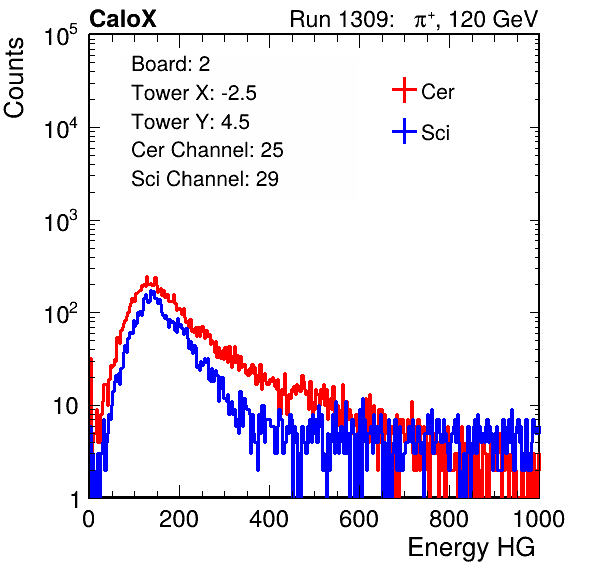 CaloX Run 1309: π⁺, 120 GeV
Counts
Board: 2
Tower X: -2.5
Tower Y: 4.5
Cer Channel: 25
Sci Channel: 29
Cer
Sci
10⁵
10⁴
10³
10²
10
1
0 200 400 600 800 1000
Energy HG